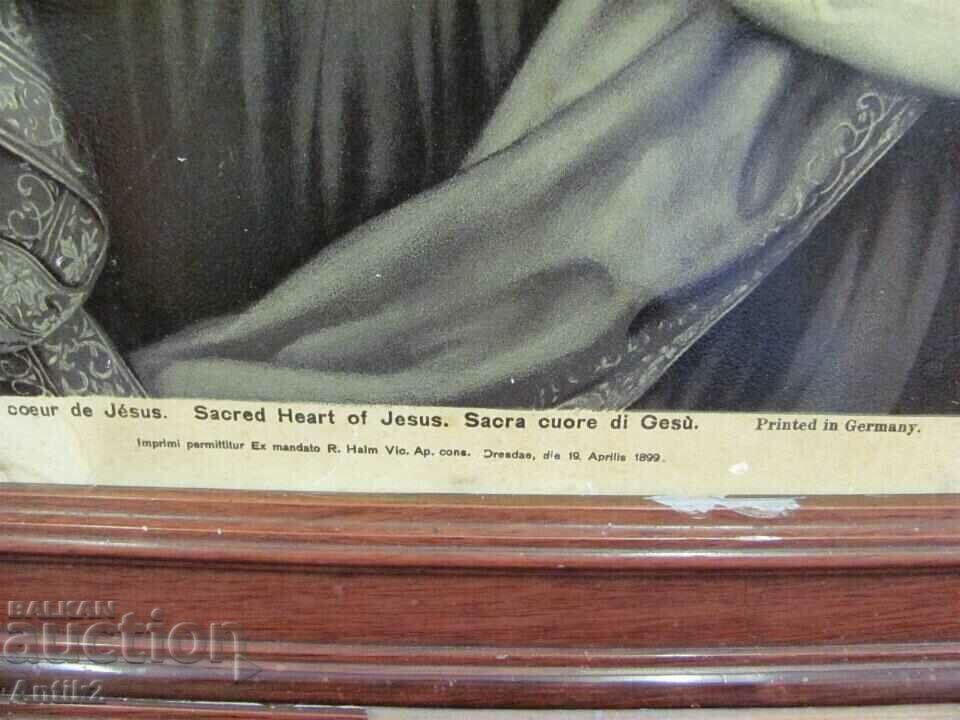 coeur de Jésus. Sacred Heart of Jesus. Sacra cuore di Gesù. Printed in Germany.
Imprimi permittitur Ex mandato R. Halm Vic. Ap. cons. Dresdae, die 19. Aprilis 1899.
BALKAN
auction
Antik2